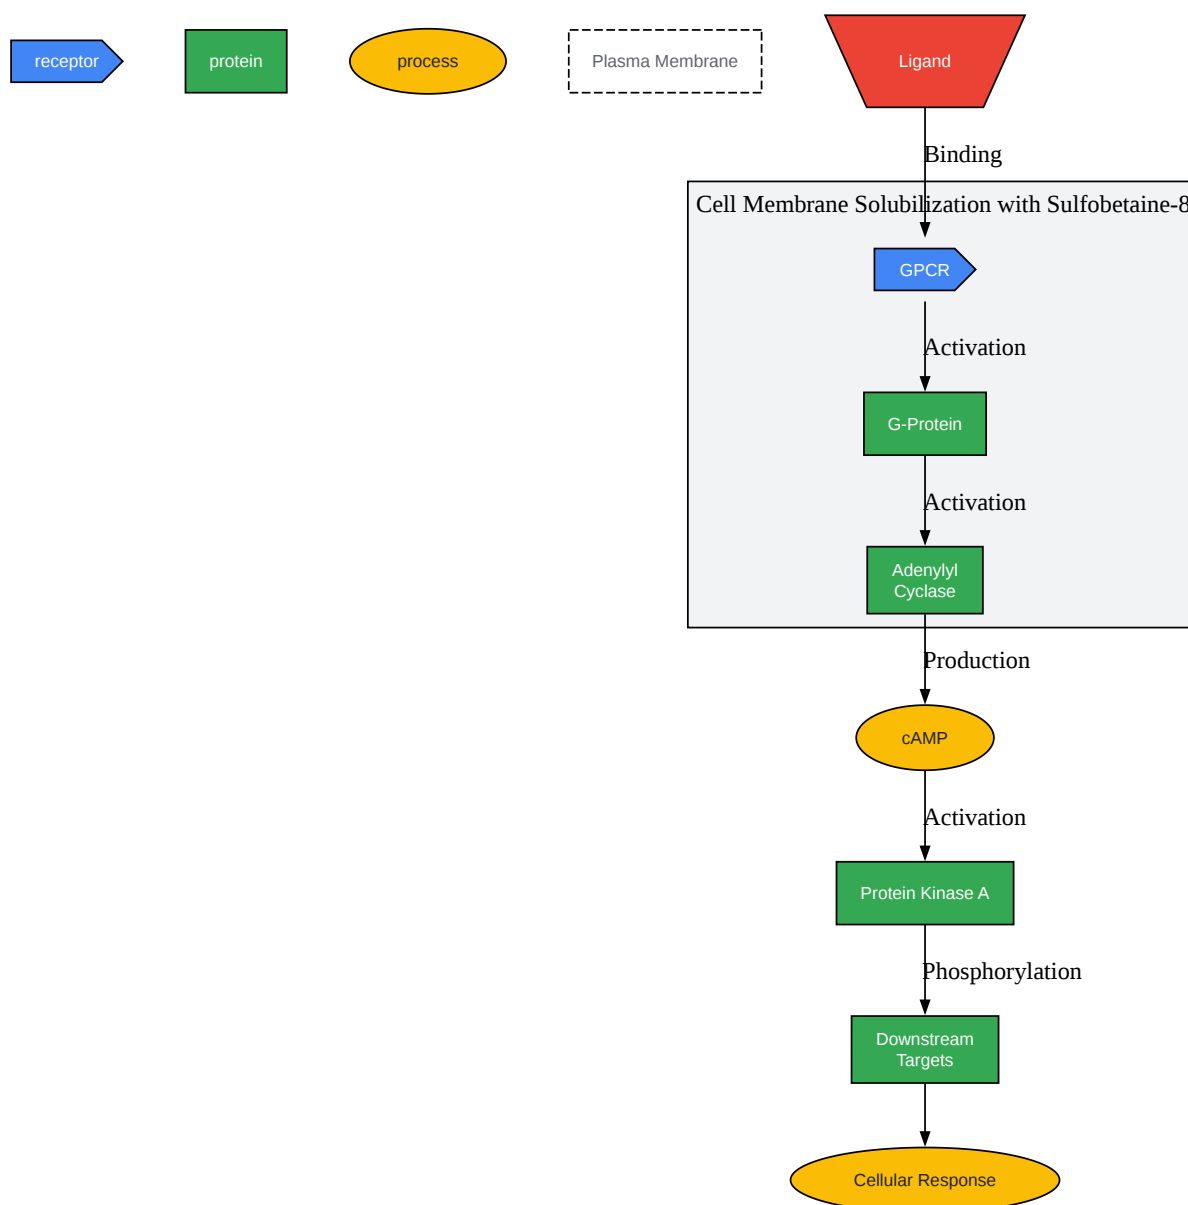 receptor
protein
process
Plasma Membrane
Ligand
Binding
Cell Membrane Solubilization with Sulfobetaine-8
GPCR
Activation
G-Protein
Activation
Adenylyl
Cyclase
Production
cAMP
Activation
Protein Kinase A
Phosphorylation
Downstream
Targets
Cellular Response